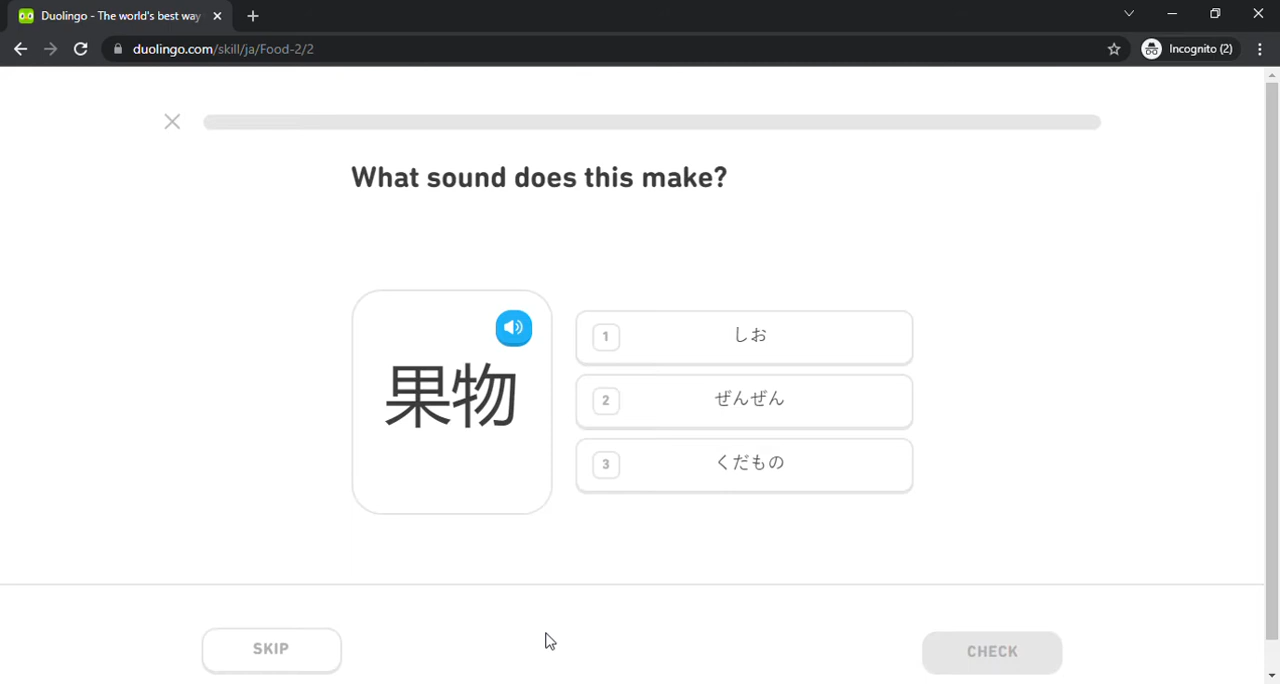 Duolingo - The world's best way
duolingo.com/skill/ja/Food-2/2
Incognito (2)
What sound does this make?
果物
1 しお
2 ぜんぜん
3 くだもの
SKIP
CHECK